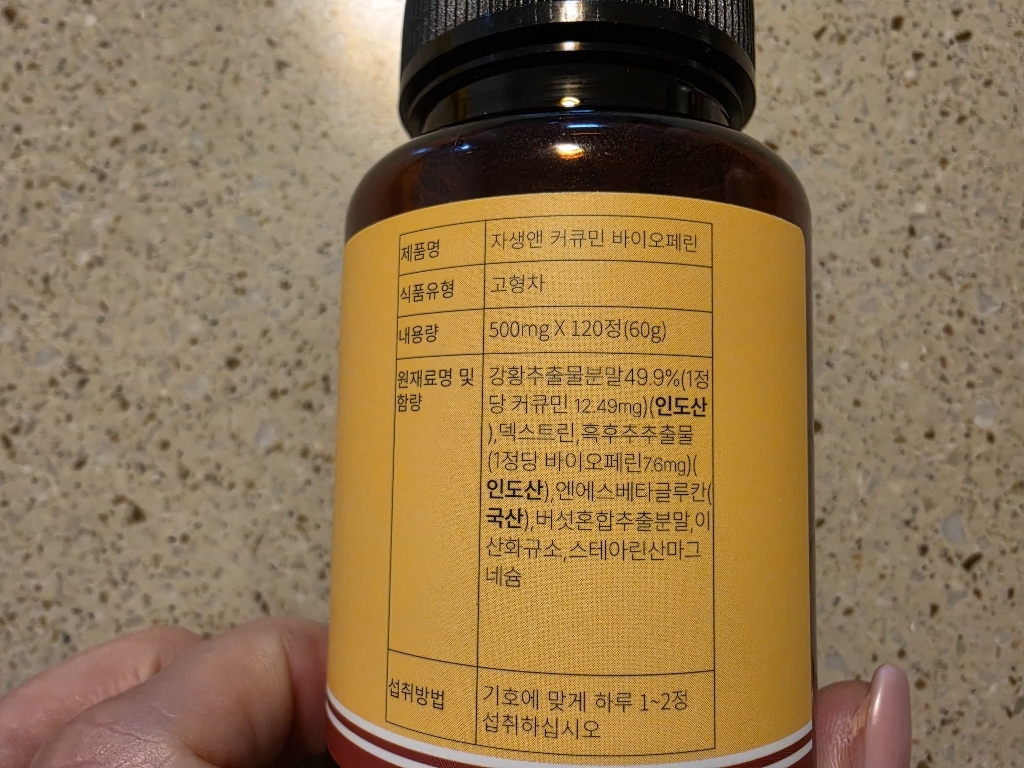 제품명
자생앤 커큐민 바이오페린
식품유형
고형차
내용량
500mg X 120정(60g)
원재료명 및
함량
강황추출물분말49.9%(1정
당 커큐민 12.49mg)(인도산
),덱스트린,흑후추추출물
(1정당 바이오페린7.6mg)(
인도산),엔에스베타글루칸(
국산),버섯혼합추출분말,이
산화규소,스테아린산마그
네슘
섭취방법
기호에 맞게 하루 1~2정
섭취하십시오